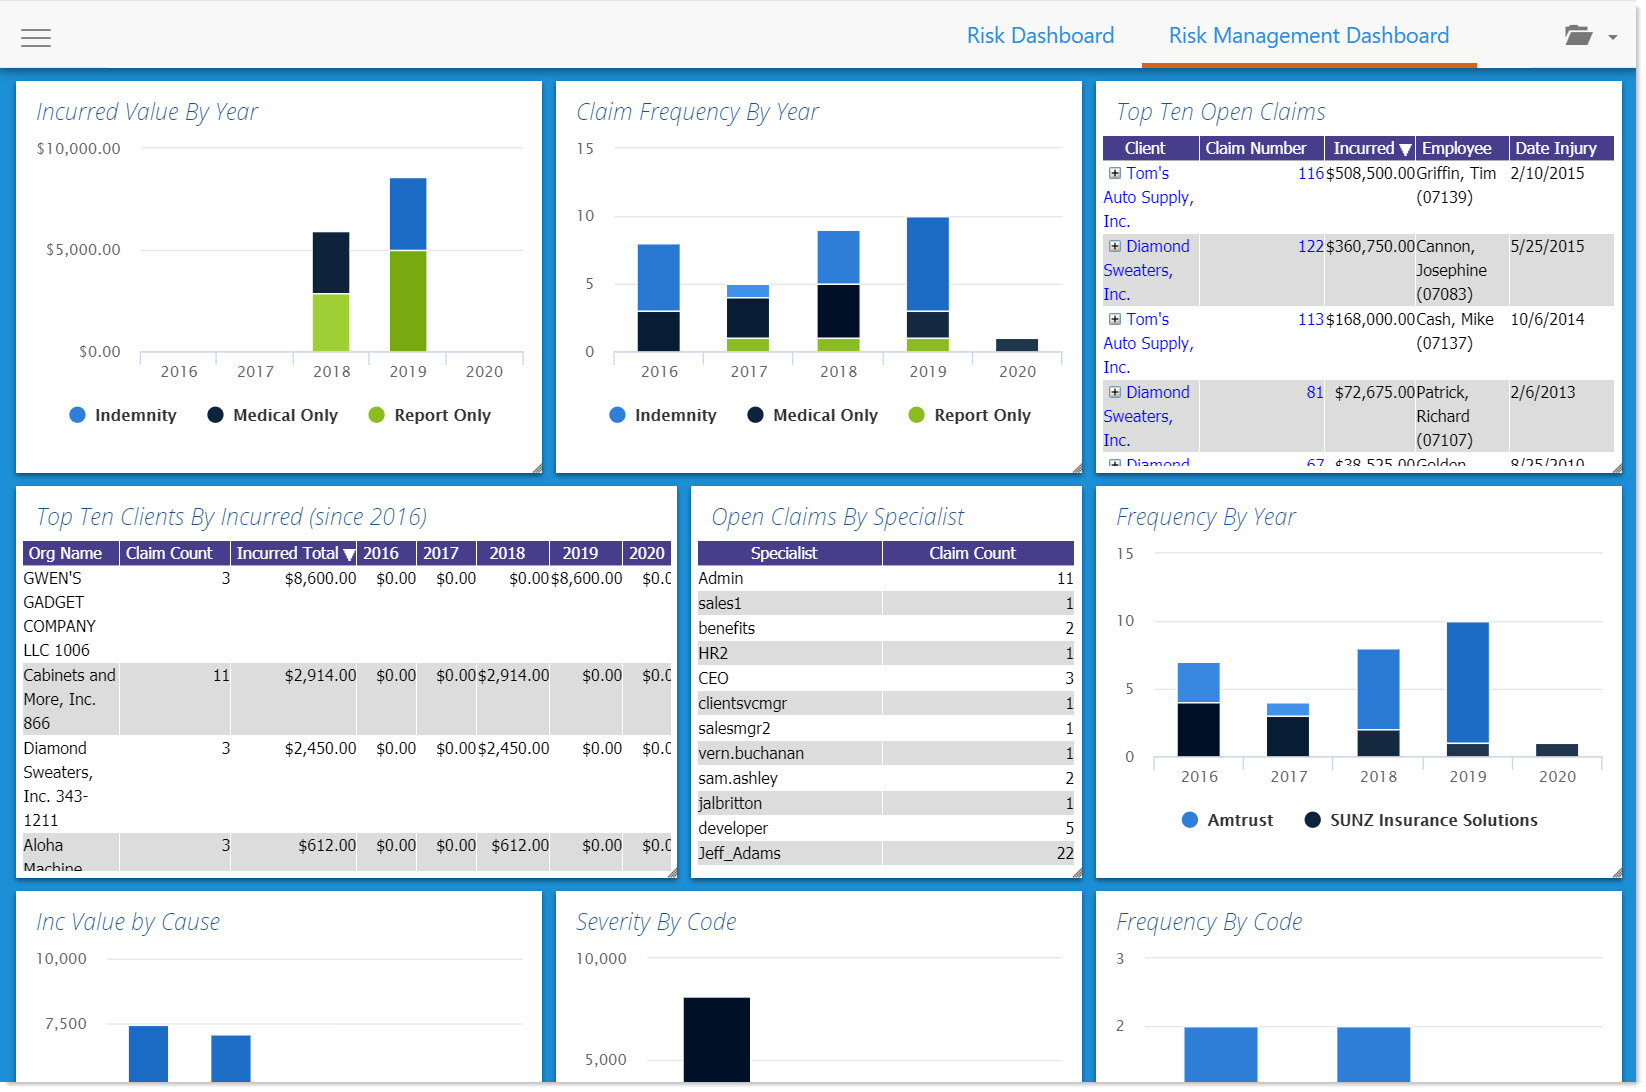 Risk Dashboard
Risk Management Dashboard
Incurred Value By Year
$10,000.00
$5,000.00
$0.00
2016 2017 2018 2019 2020
Indemnity Medical Only Report Only
Claim Frequency By Year
15
10
5
0
2016 2017 2018 2019 2020
Indemnity Medical Only Report Only
Top Ten Open Claims
Client Claim Number Incurred ▼ Employee Date Injury
Tom's 116 $508,500.00 Griffin, Tim 2/10/2015
Auto Supply, (07139)
Inc.
Diamond 122 $360,750.00 Cannon, 5/25/2015
Sweaters, Josephine
Inc. (07083)
Tom's 113 $168,000.00 Cash, Mike 10/6/2014
Auto Supply, (07137)
Inc.
Diamond 81 $72,675.00 Patrick, 2/6/2013
Sweaters, Richard
Inc. (07107)
Diamond 67 $38,525.00 Golden, 8/25/2010
Top Ten Clients By Incurred (since 2016)
Org Name Claim Count Incurred Total ▼ 2016 2017 2018 2019 2020
GWEN'S 3 $8,600.00 $0.00 $0.00 $0.00 $8,600.00 $0.0
GADGET
COMPANY
LLC 1006
Cabinets and 11 $2,914.00 $0.00 $0.00 $2,914.00 $0.00 $0.0
More, Inc.
866
Diamond 3 $2,450.00 $0.00 $0.00 $2,450.00 $0.00 $0.0
Sweaters,
Inc. 343-
1211
Aloha 3 $612.00 $0.00 $0.00 $612.00 $0.00 $0.0
Machine
Open Claims By Specialist
Specialist Claim Count
Admin 11
sales1 1
benefits 2
HR2 1
CEO 3
clientsvcmgr 1
salesmgr2 1
vern.buchanan 1
sam.ashley 2
jalbritton 1
developer 5
Jeff_Adams 22
Frequency By Year
15
10
5
0
2016 2017 2018 2019 2020
Amtrust SUNZ Insurance Solutions
Inc Value by Cause
10,000
7,500
Severity By Code
10,000
5,000
Frequency By Code
3
2